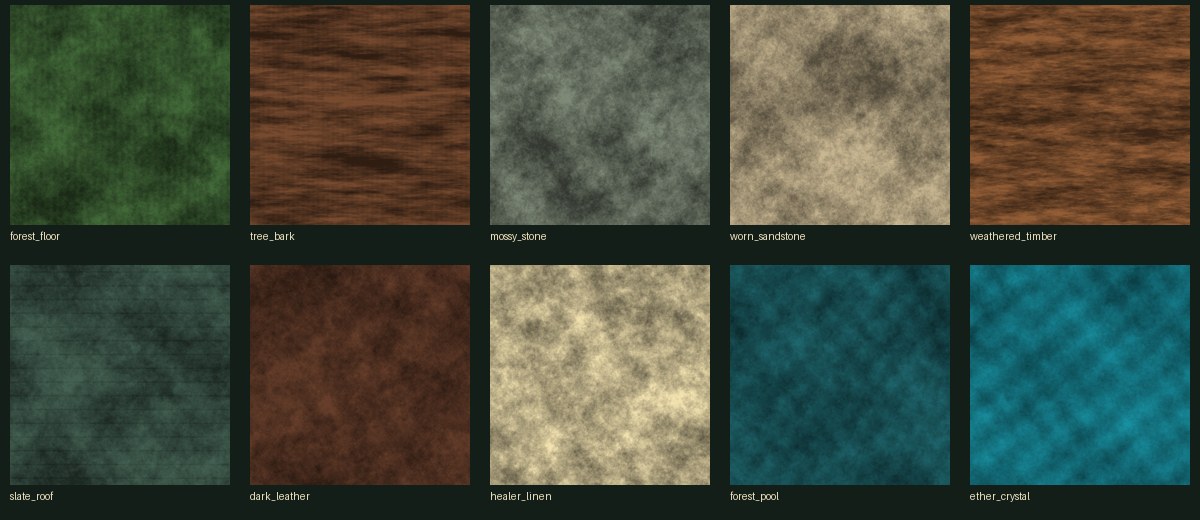 forest_floor
tree_bark
mossy_stone
worn_sandstone
weathered_timber
slate_roof
dark_leather
healer_linen
forest_pool
ether_crystal